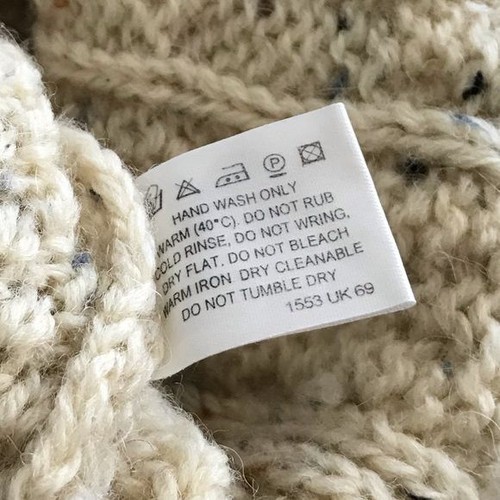 HAND WASH ONLY
WARM (40°C). DO NOT RUB
COLD RINSE, DO NOT WRING,
DRY FLAT. DO NOT BLEACH
WARM IRON DRY CLEANABLE
DO NOT TUMBLE DRY
1553 UK 69